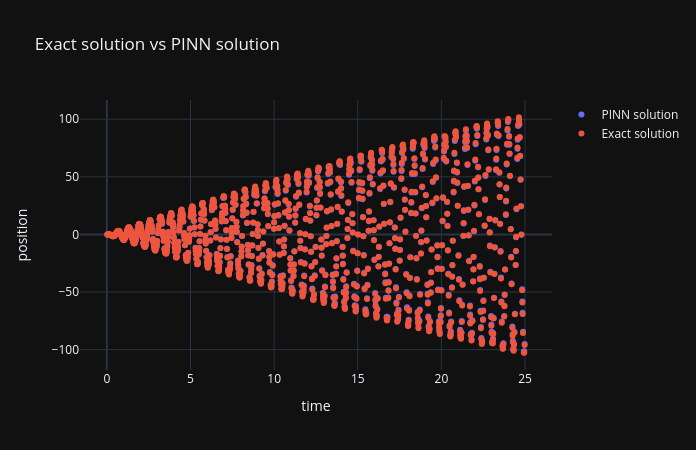 Exact solution vs PINN solution
PINN solution
Exact solution
100
50
0
−50
−100
position
0 5 10 15 20 25
time